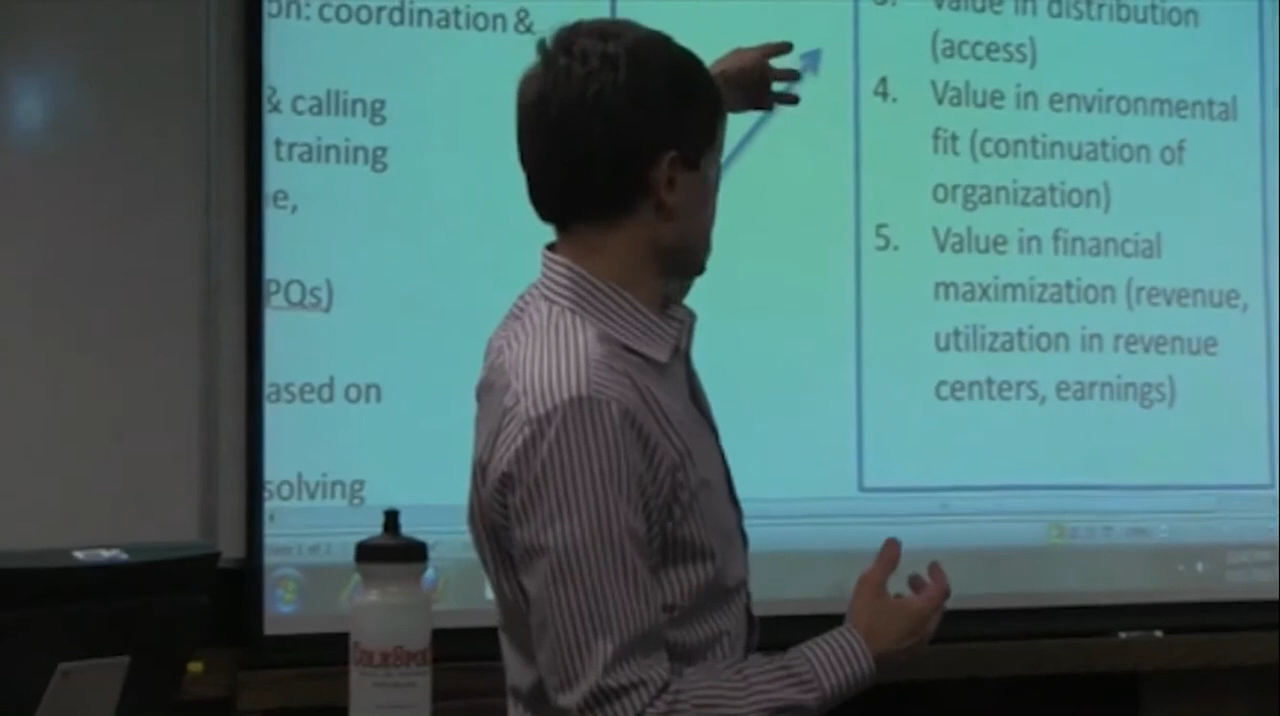 on: coordination &
& calling
training
e,
PQs)
ased on
solving
Value in distribution
(access)
4. Value in environmental
fit (continuation of
organization)
5. Value in financial
maximization (revenue,
utilization in revenue
centers, earnings)